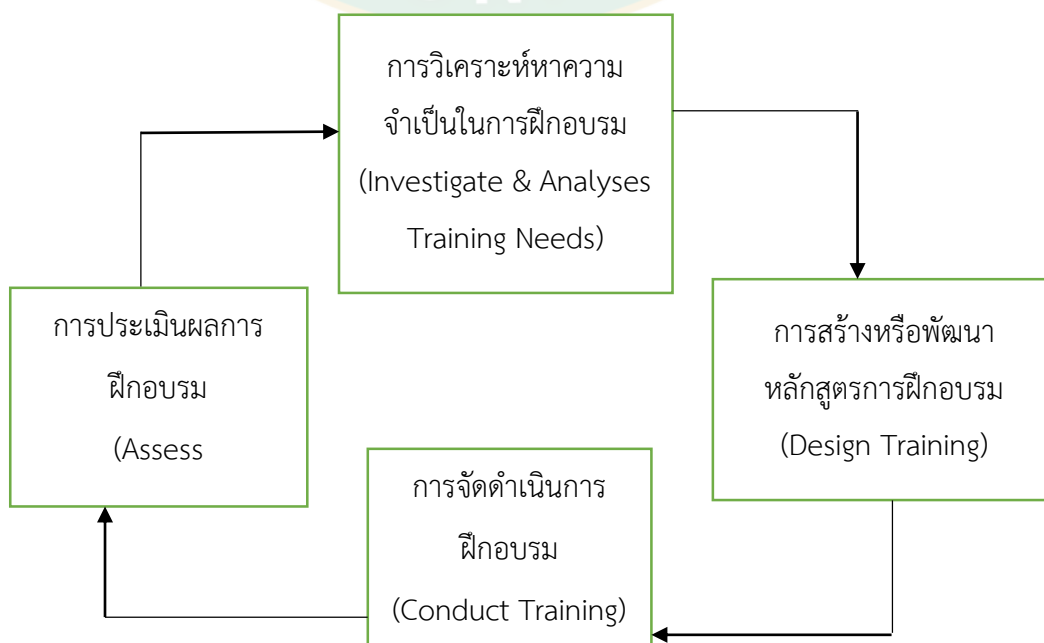 การวิเคราะห์หาความ
จำเป็นในการฝึกอบรม
(Investigate & Analyses
Training Needs)
การสร้างหรือพัฒนา
หลักสูตรการฝึกอบรม
(Design Training)
การจัดดำเนินการ
ฝึกอบรม
(Conduct Training)
การประเมินผลการ
ฝึกอบรม
(Assess